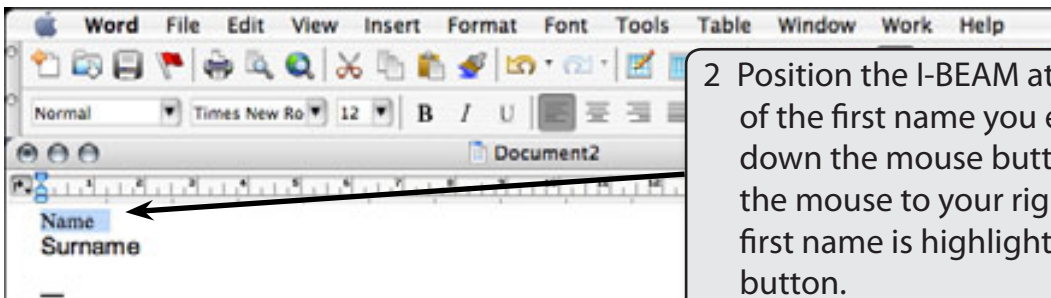 Word File Edit View Insert Format Font Tools Table Window Work Help
Normal Times New Ro 12 B I U
Document2
Name
Surname
2 Position the I-BEAM at
of the first name you e
down the mouse butt
the mouse to your rig
first name is highlight
button.